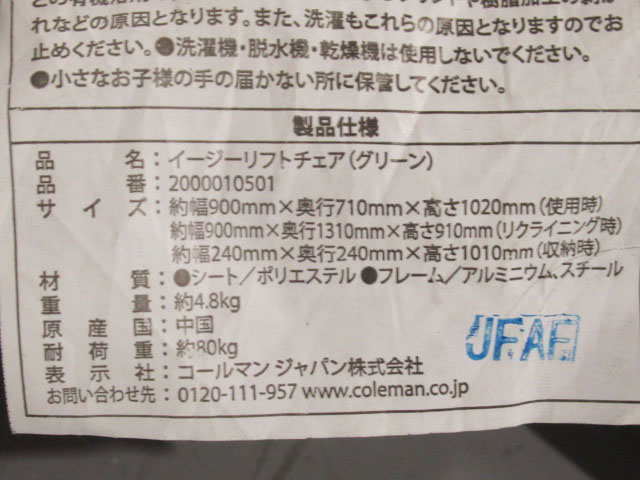 れなどの原因となります。また、洗濯もこれらの原因となりますのでお
止めください。●洗濯機・脱水機・乾燥機は使用しないでください。
●小さなお子様の手の届かない所に保管してください。
製品仕様
品名：イージーリフトチェア（グリーン）
品番：2000010501
サイズ：約幅900mm×奥行710mm×高さ1020mm（使用時）
約幅900mm×奥行1310mm×高さ910mm（リクライニング時）
約幅240mm×奥行240mm×高さ1010mm（収納時）
材質：●シート／ポリエステル ●フレーム／アルミニウム、スチール
重量：約4.8kg
原産国：中国
耐荷重：約80kg
表示社：コールマン ジャパン株式会社
お問い合わせ先：0120-111-957 www.coleman.co.jp
UF.AF.